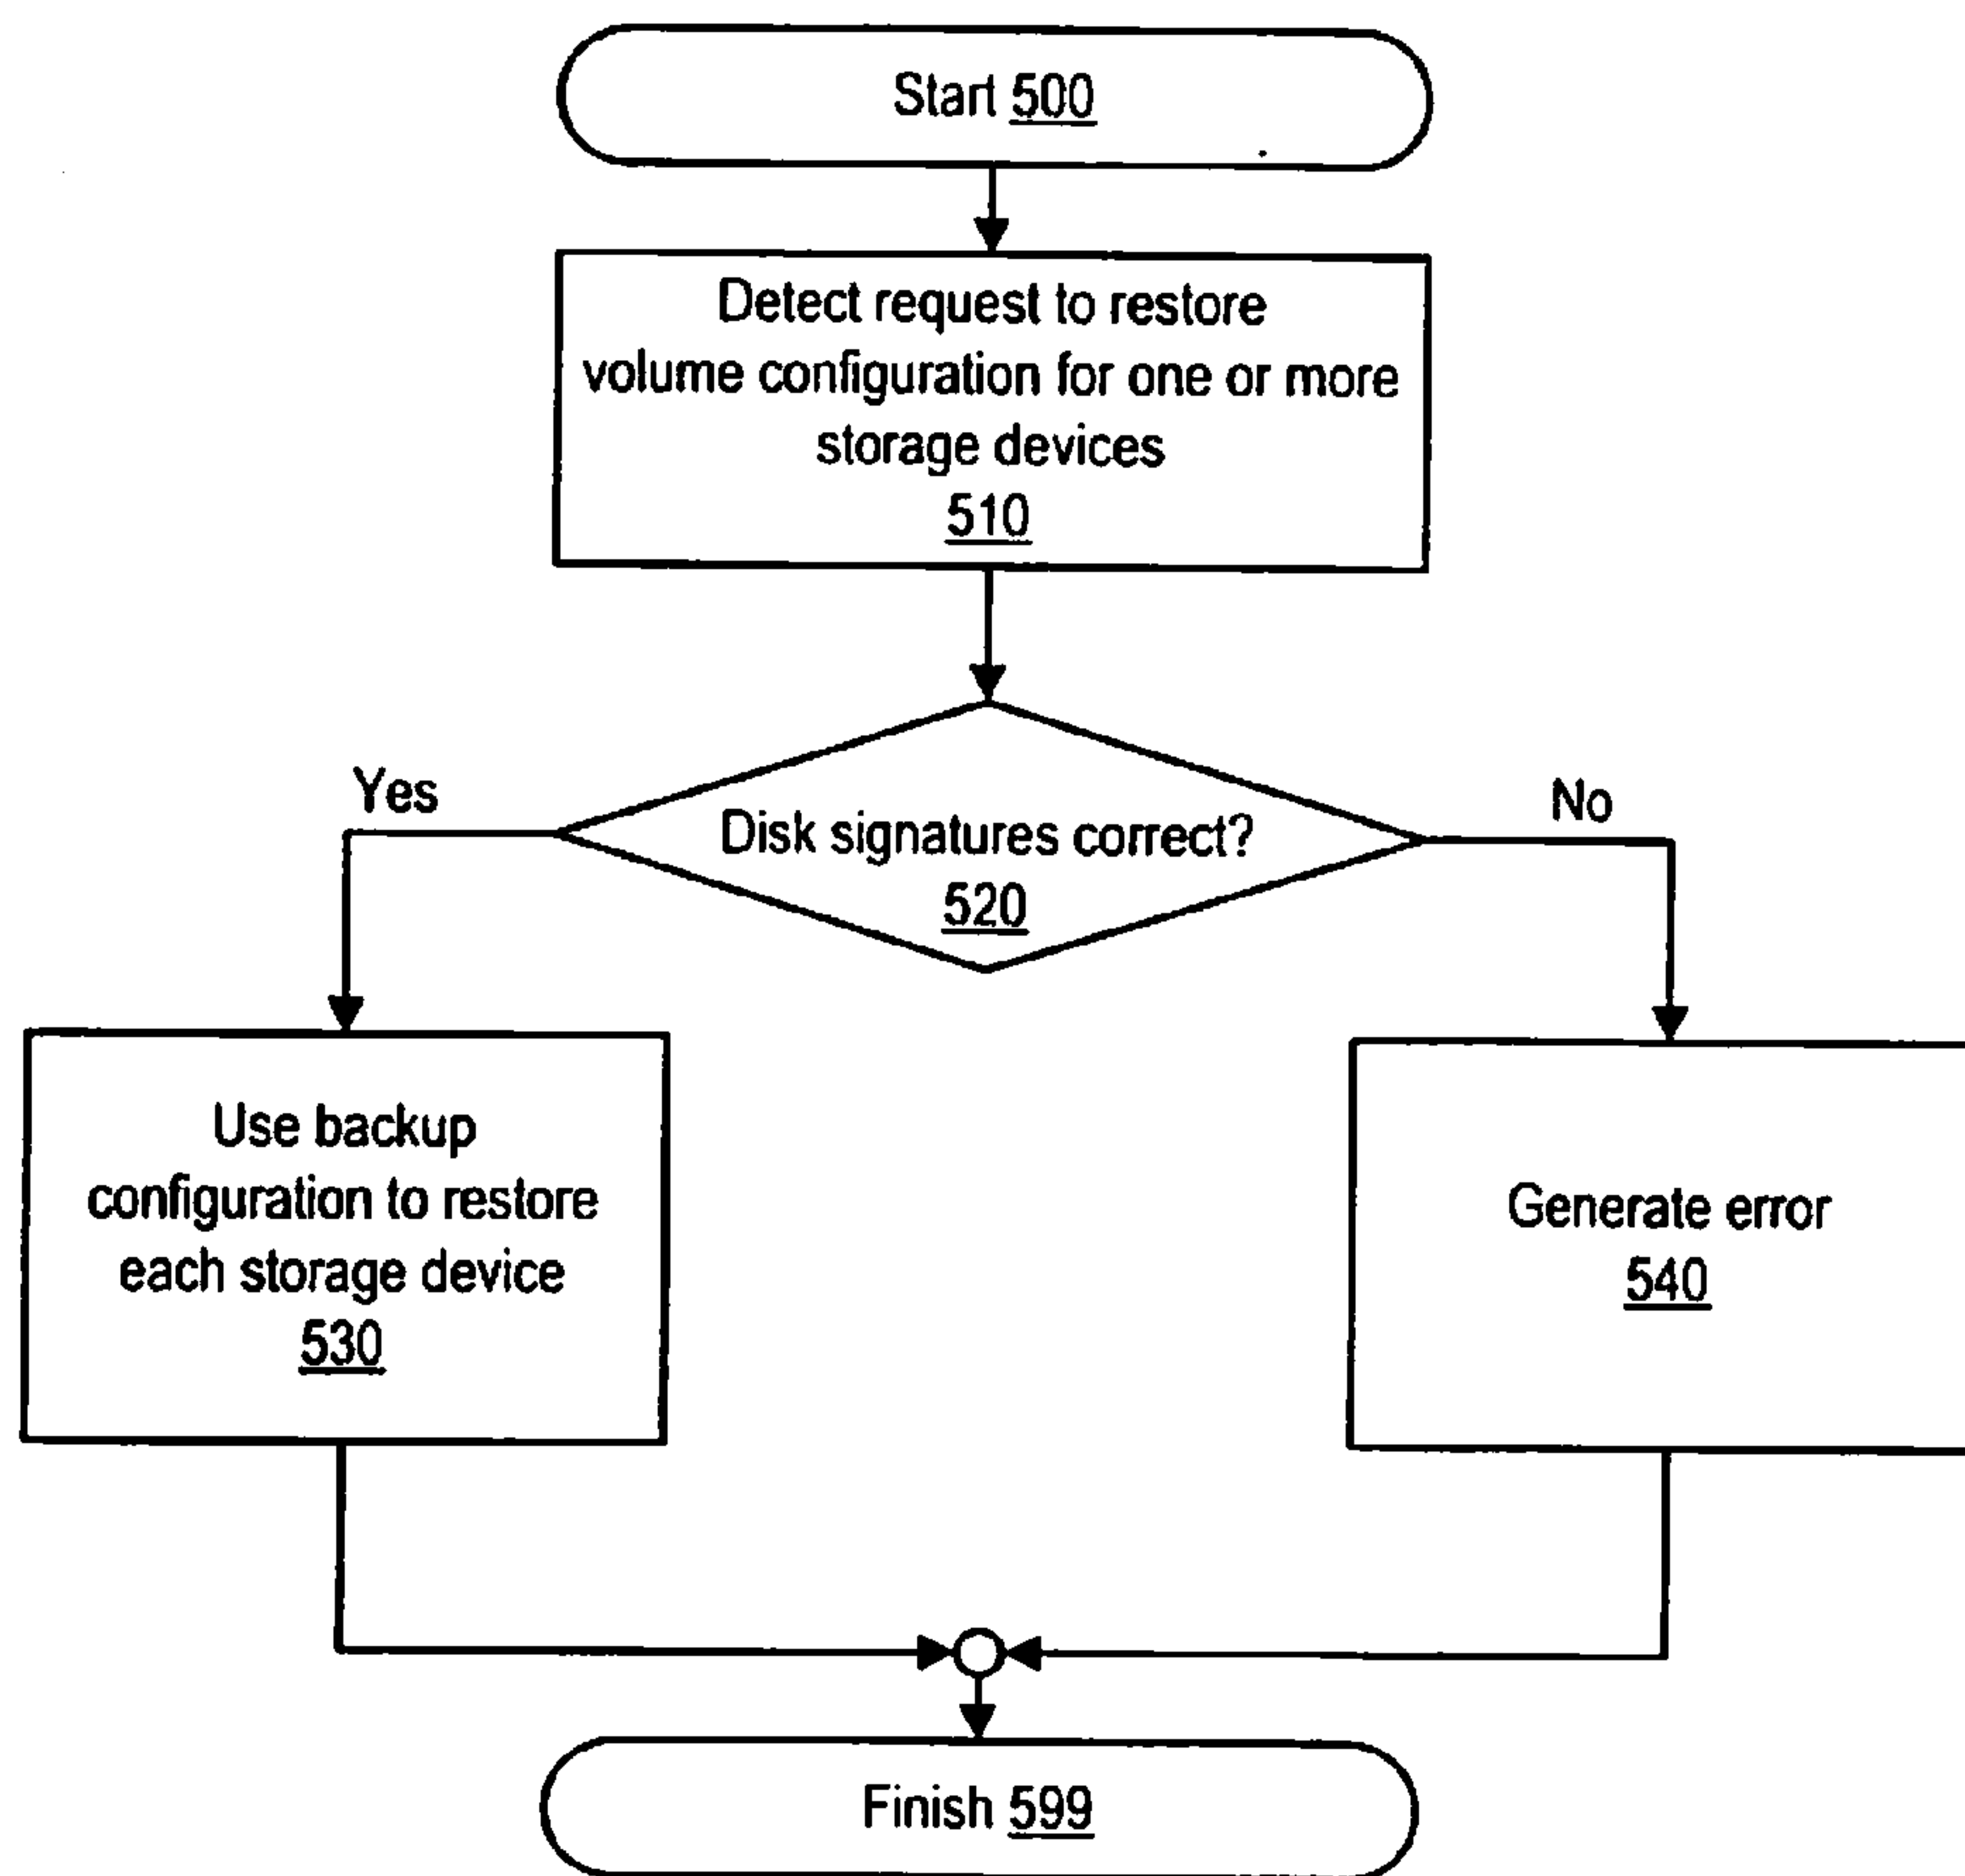 Start 500
Detect request to restore
volume configuration for one or more
storage devices
510
Yes
No
Disk signatures correct?
520
Use backup
configuration to restore
each storage device
530
Generate error
540
Finish 599